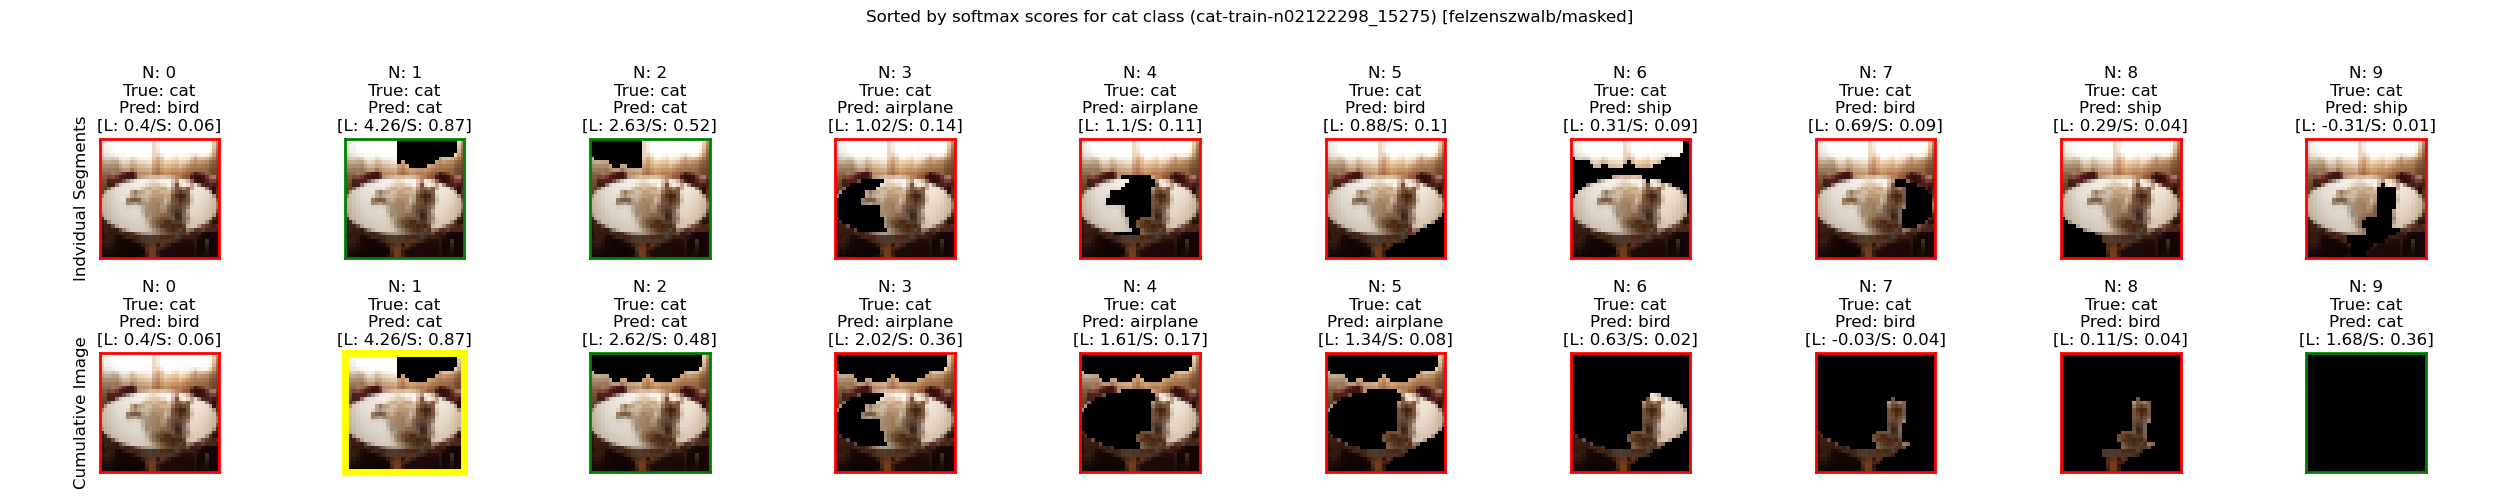 Sorted by softmax scores for cat class (cat-train-n02122298_15275) [felzenszwalb/masked]
Indvidual Segments
N: 0
True: cat
Pred: bird
[L: 0.4/S: 0.06]
N: 1
True: cat
Pred: cat
[L: 4.26/S: 0.87]
N: 2
True: cat
Pred: cat
[L: 2.63/S: 0.52]
N: 3
True: cat
Pred: airplane
[L: 1.02/S: 0.14]
N: 4
True: cat
Pred: airplane
[L: 1.1/S: 0.11]
N: 5
True: cat
Pred: bird
[L: 0.88/S: 0.1]
N: 6
True: cat
Pred: ship
[L: 0.31/S: 0.09]
N: 7
True: cat
Pred: bird
[L: 0.69/S: 0.09]
N: 8
True: cat
Pred: ship
[L: 0.29/S: 0.04]
N: 9
True: cat
Pred: ship
[L: -0.31/S: 0.01]
Cumulative Image
N: 0
True: cat
Pred: bird
[L: 0.4/S: 0.06]
N: 1
True: cat
Pred: cat
[L: 4.26/S: 0.87]
N: 2
True: cat
Pred: cat
[L: 2.62/S: 0.48]
N: 3
True: cat
Pred: airplane
[L: 2.02/S: 0.36]
N: 4
True: cat
Pred: airplane
[L: 1.61/S: 0.17]
N: 5
True: cat
Pred: airplane
[L: 1.34/S: 0.08]
N: 6
True: cat
Pred: bird
[L: 0.63/S: 0.02]
N: 7
True: cat
Pred: bird
[L: -0.03/S: 0.04]
N: 8
True: cat
Pred: bird
[L: 0.11/S: 0.04]
N: 9
True: cat
Pred: cat
[L: 1.68/S: 0.36]